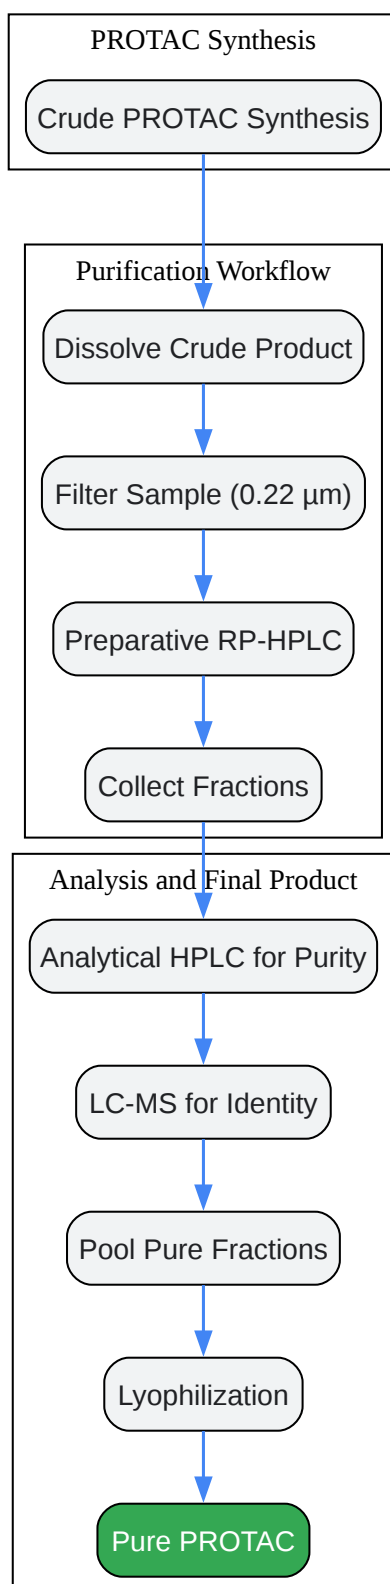 PROTAC Synthesis
Crude PROTAC Synthesis
Purification Workflow
Dissolve Crude Product
Filter Sample (0.22 µm)
Preparative RP-HPLC
Collect Fractions
Analysis and Final Product
Analytical HPLC for Purity
LC-MS for Identity
Pool Pure Fractions
Lyophilization
Pure PROTAC